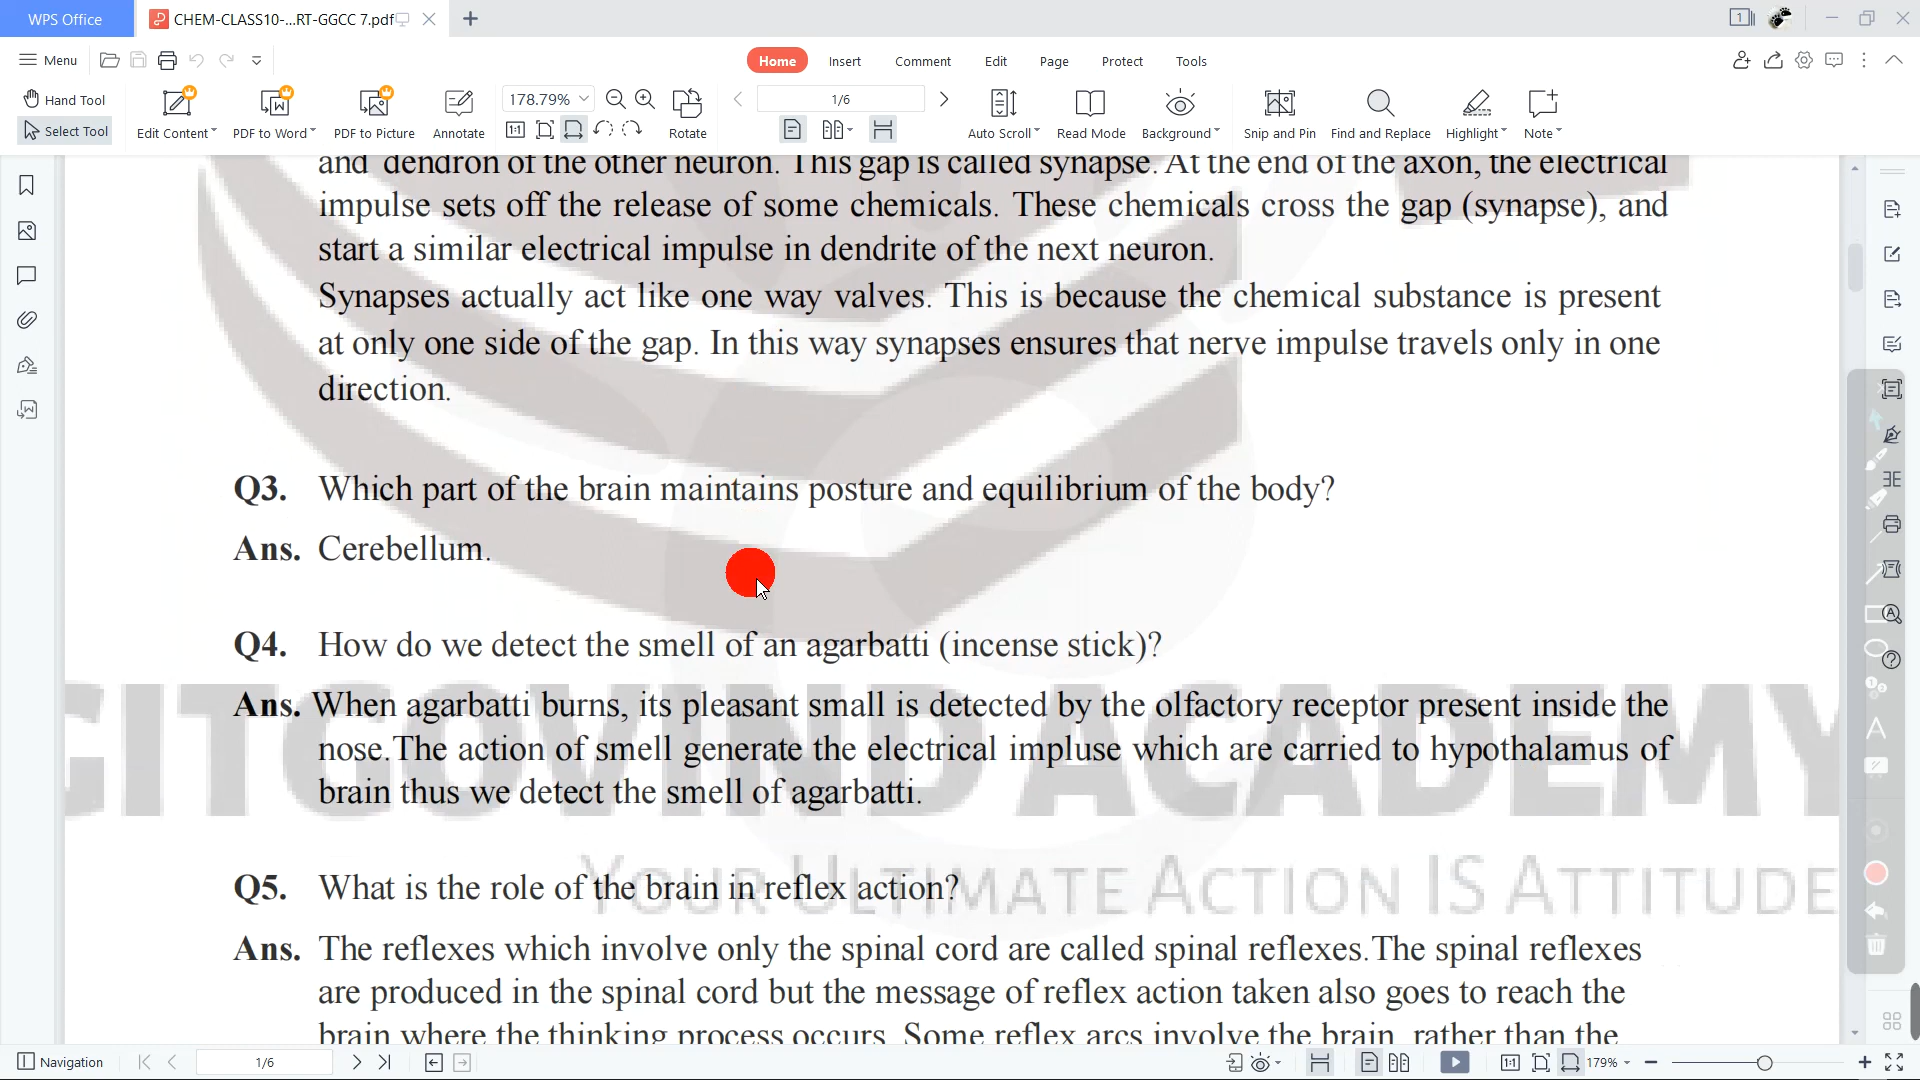 WPS Office
CHEM-CLASS10-...RT-GGCC 7.pdf
Menu
Home
Insert
Comment
Edit
Page
Protect
Tools
Hand Tool
Select Tool
Edit Content
PDF to Word
PDF to Picture
Annotate
178.79%
Rotate
1/6
Auto Scroll
Read Mode
Background
Snip and Pin
Find and Replace
Highlight
Note
and dendron of the other neuron. This gap is called synapse. At the end of the axon, the electrical
impulse sets off the release of some chemicals. These chemicals cross the gap (synapse), and
start a similar electrical impulse in dendrite of the next neuron.
Synapses actually act like one way valves. This is because the chemical substance is present
at only one side of the gap. In this way synapses ensures that nerve impulse travels only in one
direction.
Q3. Which part of the brain maintains posture and equilibrium of the body?
Ans. Cerebellum.
Q4. How do we detect the smell of an agarbatti (incense stick)?
GITGOVIND ACADEMY
Ans. When agarbatti burns, its pleasant small is detected by the olfactory receptor present inside the
nose.The action of smell generate the electrical impluse which are carried to hypothalamus of
brain thus we detect the smell of agarbatti.
YOUR ULTIMATE ACTION IS ATTITUDE
Q5. What is the role of the brain in reflex action?
Ans. The reflexes which involve only the spinal cord are called spinal reflexes.The spinal reflexes
are produced in the spinal cord but the message of reflex action taken also goes to reach the
brain where the thinking process occurs. Some reflex arcs involve the brain rather than the
Navigation
1/6
179%